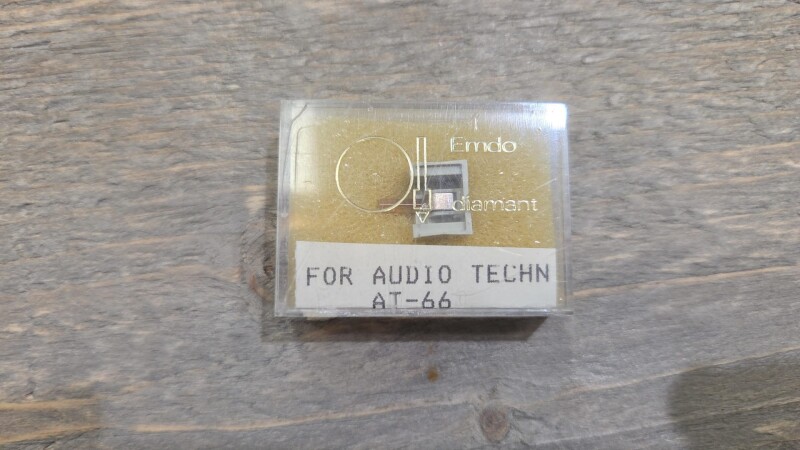 Emdo
diamant
FOR AUDIO TECHN
AT-66